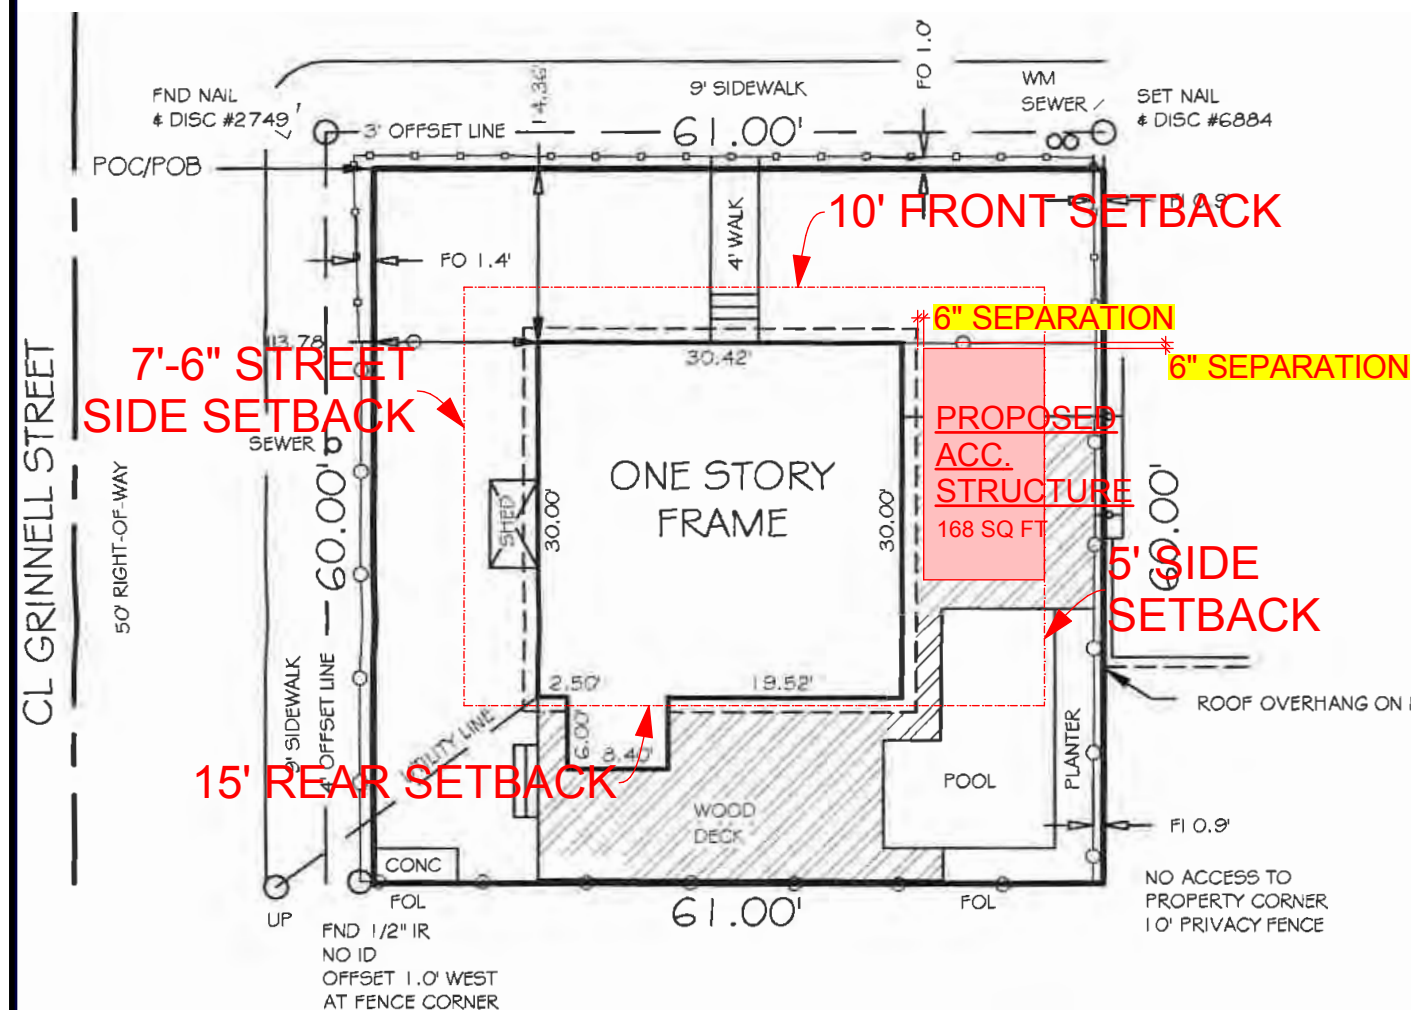 FO 1.0'
9' SIDEWALK
WM
SEWER
SET NAIL
& DISC #6884
FND NAIL
& DISC #2749
14.36'
3' OFFSET LINE
61.00'
POC/POB
10' FRONT SETBACK
FI 0.9'
4' WALK
FO 1.4'
6" SEPARATION
6" SEPARATION
13.78
30.42'
7'-6" STREET
SIDE SETBACK
SEWER
PROPOSED
ACC.
STRUCTURE
168 SQ FT
ONE STORY
FRAME
SHED
30.00'
30.00'
60.00'
60.00'
CL GRINNELL STREET
50' RIGHT-OF-WAY
5' SIDE
SETBACK
2.50'
19.52'
6.00'
8.40'
9' SIDEWALK
4' OFFSET LINE
UTILITY LINE
ROOF OVERHANG ON
15' REAR SETBACK
WOOD
DECK
POOL
PLANTER
FI 0.9'
CONC
FOL
61.00'
FOL
UP
FND 1/2" IR
NO ID
OFFSET 1.0' WEST
AT FENCE CORNER
NO ACCESS TO
PROPERTY CORNER
10' PRIVACY FENCE